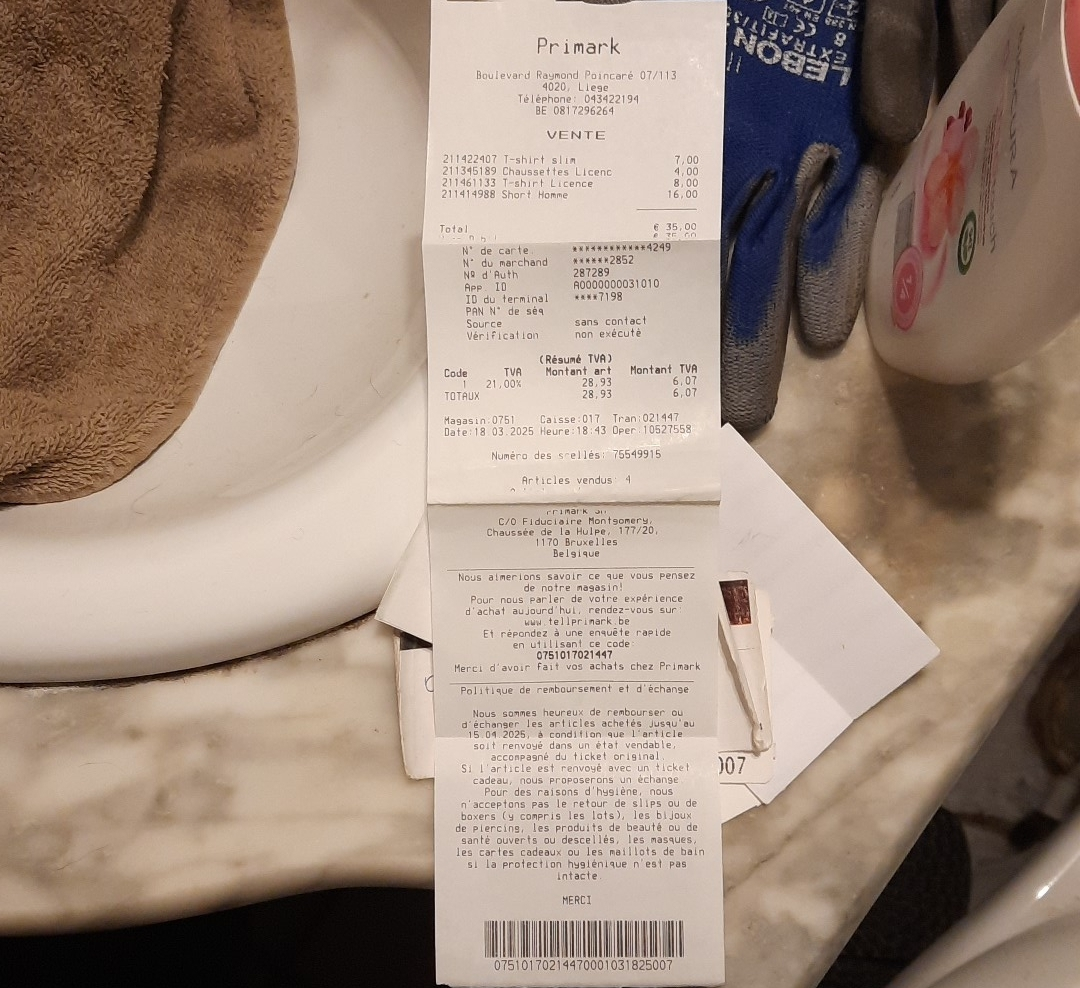 Primark
Boulevard Raymond Poincaré 07/113
4020, Liege
Téléphone: 043422194
BE 0817296264
VENTE
211422407 T-shirt slim 7,00
211345189 Chaussettes Licenc 4,00
211461133 T-shirt Licence 8,00
211414988 Short Homme 16,00
Total € 35,00
N° de carte ************4249
N° du marchand ******2852
Nº d'Auth 287289
App. ID A0000000031010
ID du terminal ****7198
PAN N° de séq
Source sans contact
Vérification non exécuté
(Résumé TVA)
Code TVA Montant art Montant TVA
1 21,00% 28,93 6,07
TOTAUX 28,93 6,07
Magasin:0751 Caisse:017 Tran:021447
Date:18.03.2025 Heure:18:43 Oper:10527558
Numéro des scellés: 75549915
Articles vendus: 4
Primark
C/O Fiduciaire Montgomery,
Chaussée de la Hulpe, 177/20,
1170 Bruxelles
Belgique
Nous aimerions savoir ce que vous pensez
de notre magasin!
Pour nous parler de votre expérience
d'achat aujourd'hui, rendez-vous sur:
www.tellprimark.be
Et répondez à une enquête rapide
en utilisant ce code:
0751017021447
Merci d'avoir fait vos achats chez Primark
Politique de remboursement et d'échange
Nous sommes heureux de rembourser ou
d'échanger les articles achetés jusqu'au
15.04.2025, à condition que l'article
soit renvoyé dans un état vendable,
accompagné du ticket original.
Si l'article est renvoyé avec un ticket
cadeau, nous proposerons un échange.
Pour des raisons d'hygiène, nous
n'acceptons pas le retour de slips ou de
boxers (y compris les lots), les bijoux
de piercing, les produits de beauté ou de
santé ouverts ou descellés, les masques,
les cartes cadeaux ou les maillots de bain
si la protection hygiénique n'est pas
intacte.
MERCI
07510170214470001031825007
LEBON
EXTRAFIT/
8
007